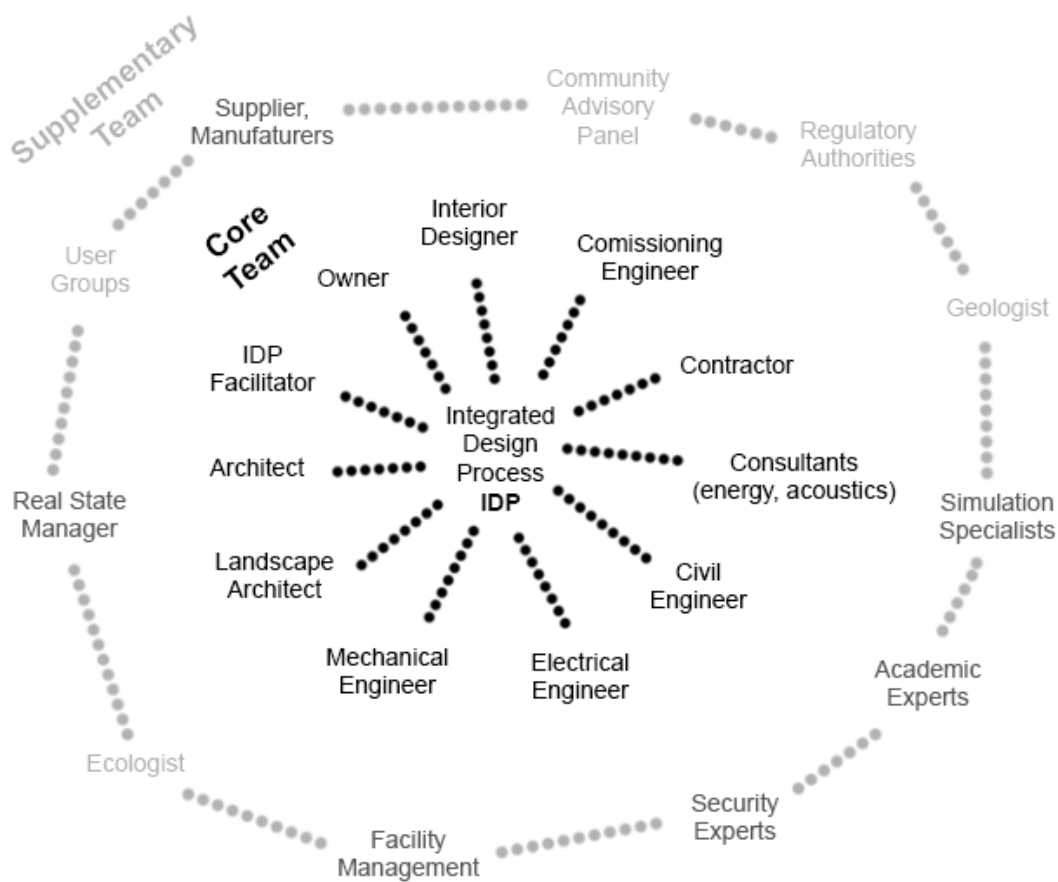 Supplementary
Team
Supplier,
Manufaturers
Community
Advisory
Panel
Regulatory
Authorities
Core
Team
Interior
Designer
Comissioning
Engineer
Owner
User
Groups
Geologist
IDP
Facilitator
Contractor
Integrated
Design
Process
IDP
Architect
Consultants
(energy, acoustics)
Real State
Manager
Simulation
Specialists
Landscape
Architect
Civil
Engineer
Mechanical
Engineer
Electrical
Engineer
Academic
Experts
Ecologist
Security
Experts
Facility
Management